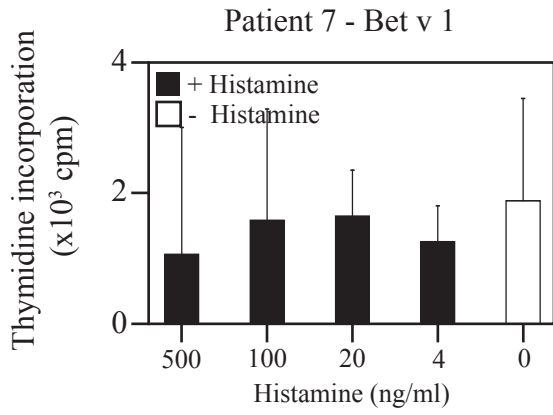 Patient 7 - Bet v 1
Thymidine incorporation
(x10³ cpm)
4
2
0
+ Histamine
- Histamine
500 100 20 4 0
Histamine (ng/ml)